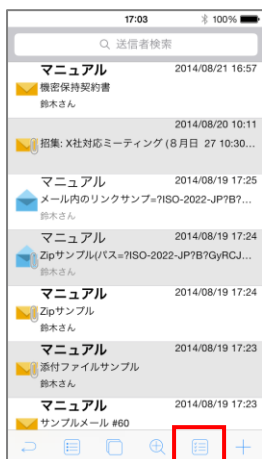 17:03 100%
送信者検索
マニュアル 2014/08/21 16:57
機密保持契約書
鈴木さん
2014/08/20 10:11
招集: X社対応ミーティング (８月日 27 10:30...
マニュアル 2014/08/19 17:25
メール内のリンクサンプ=?ISO-2022-JP?B?...
鈴木さん
マニュアル 2014/08/19 17:24
Zipサンプル(パス=?ISO-2022-JP?B?GyRCJ...
鈴木さん
マニュアル 2014/08/19 17:24
Zipサンプル
鈴木さん
マニュアル 2014/08/19 17:23
添付ファイルサンプル
鈴木さん
マニュアル 2014/08/19 17:23
サンプルメール #60